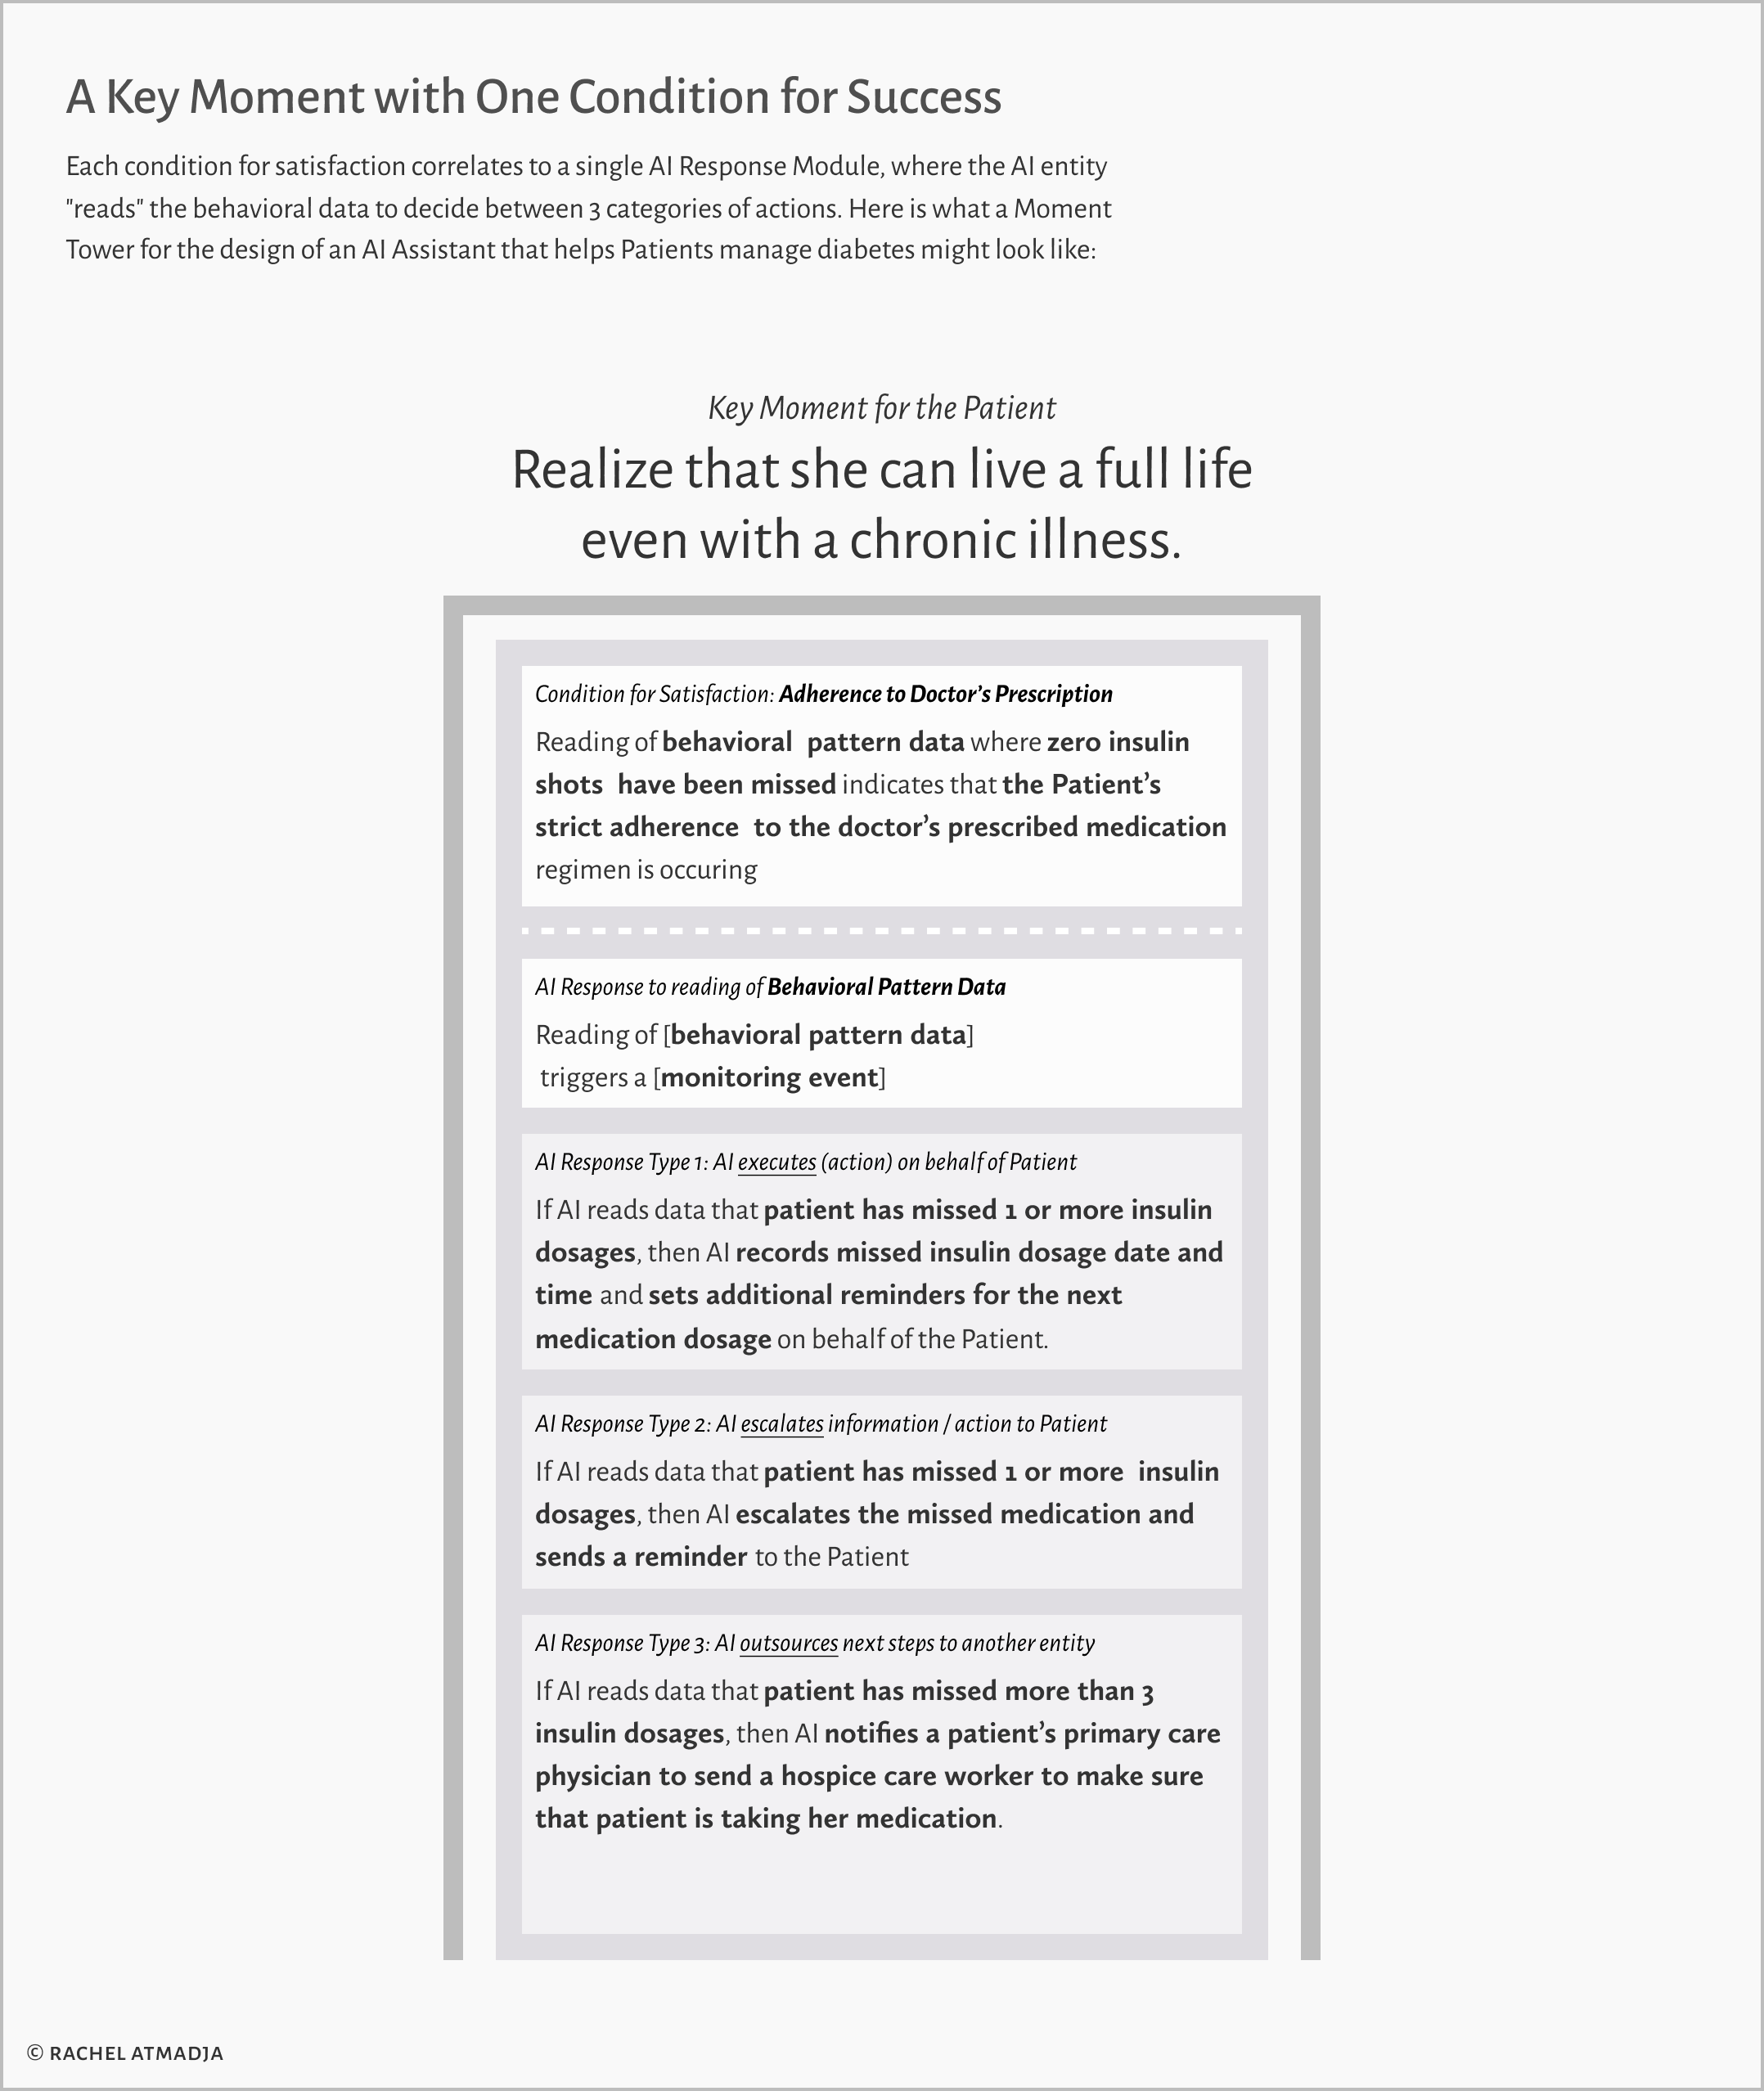 A Key Moment with One Condition for Success
Each condition for satisfaction correlates to a single AI Response Module, where the AI entity
"reads" the behavioral data to decide between 3 categories of actions. Here is what a Moment
Tower for the design of an AI Assistant that helps Patients manage diabetes might look like:
Key Moment for the Patient
Realize that she can live a full life
even with a chronic illness.
Condition for Satisfaction: Adherence to Doctor’s Prescription
Reading of behavioral pattern data where zero insulin
shots have been missed indicates that the Patient’s
strict adherence to the doctor’s prescribed medication
regimen is occuring
AI Response to reading of Behavioral Pattern Data
Reading of [behavioral pattern data]
triggers a [monitoring event]
AI Response Type 1: AI executes (action) on behalf of Patient
If AI reads data that patient has missed 1 or more insulin
dosages, then AI records missed insulin dosage date and
time and sets additional reminders for the next
medication dosage on behalf of the Patient.
AI Response Type 2: AI escalates information / action to Patient
If AI reads data that patient has missed 1 or more insulin
dosages, then AI escalates the missed medication and
sends a reminder to the Patient
AI Response Type 3: AI outsources next steps to another entity
If AI reads data that patient has missed more than 3
insulin dosages, then AI notifies a patient’s primary care
physician to send a hospice care worker to make sure
that patient is taking her medication.
© RACHEL ATMADJA